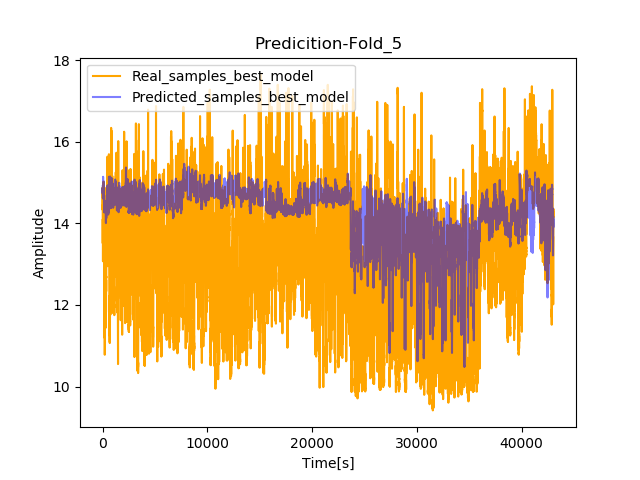 Predicition-Fold_5
Real_samples_best_model
Predicted_samples_best_model
18
16
14
12
10
Amplitude
0 10000 20000 30000 40000
Time[s]